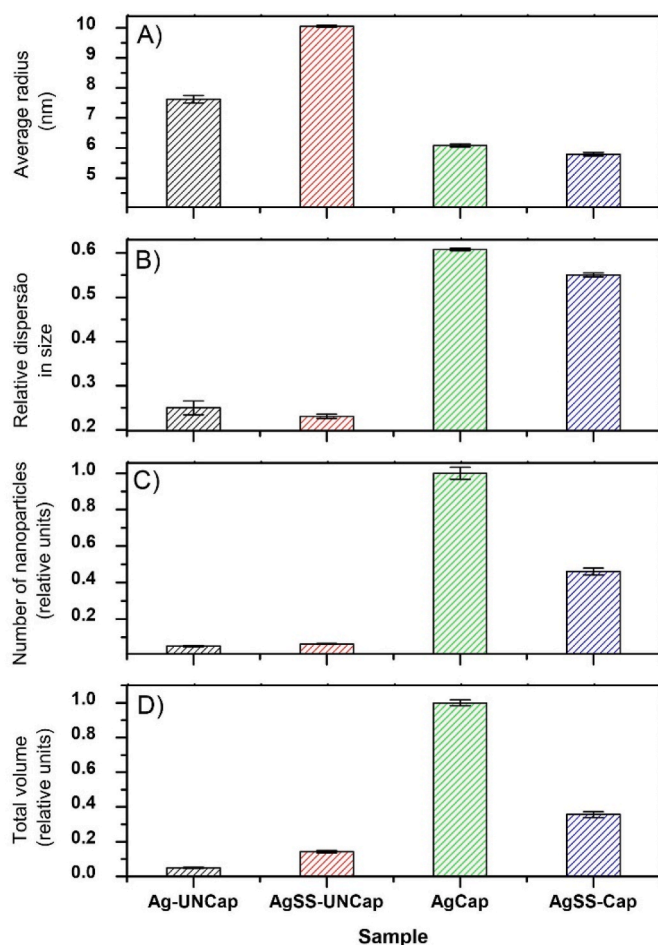 A)
Average radius
(nm)
10
9
8
7
6
5
B)
Relative dispersão
in size
0.6
0.5
0.4
0.3
0.2
C)
Number of nanoparticles
(relative units)
1.0
0.8
0.6
0.4
0.2
D)
Total volume
(relative units)
1.0
0.8
0.6
0.4
0.2
0.0
Ag-UNCap AgSS-UNCap AgCap AgSS-Cap
Sample